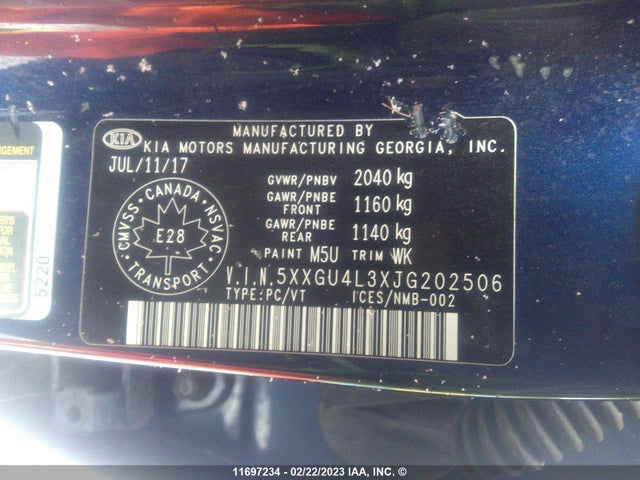 MANUFACTURED BY
KIA KIA MOTORS MANUFACTURING GEORGIA, INC.
JUL/11/17
GVWR/PNBV 2040 kg
GAWR/PNBE FRONT 1160 kg
GAWR/PNBE REAR 1140 kg
PAINT M5U TRIM WK
CMVSS · CANADA · NSVAC
E28
TRANSPORT
V.I.N. 5XXGU4L3XJG202506
TYPE:PC/VT ICES/NMB-002
5220
11697234 - 02/22/2023 IAA, INC. ©